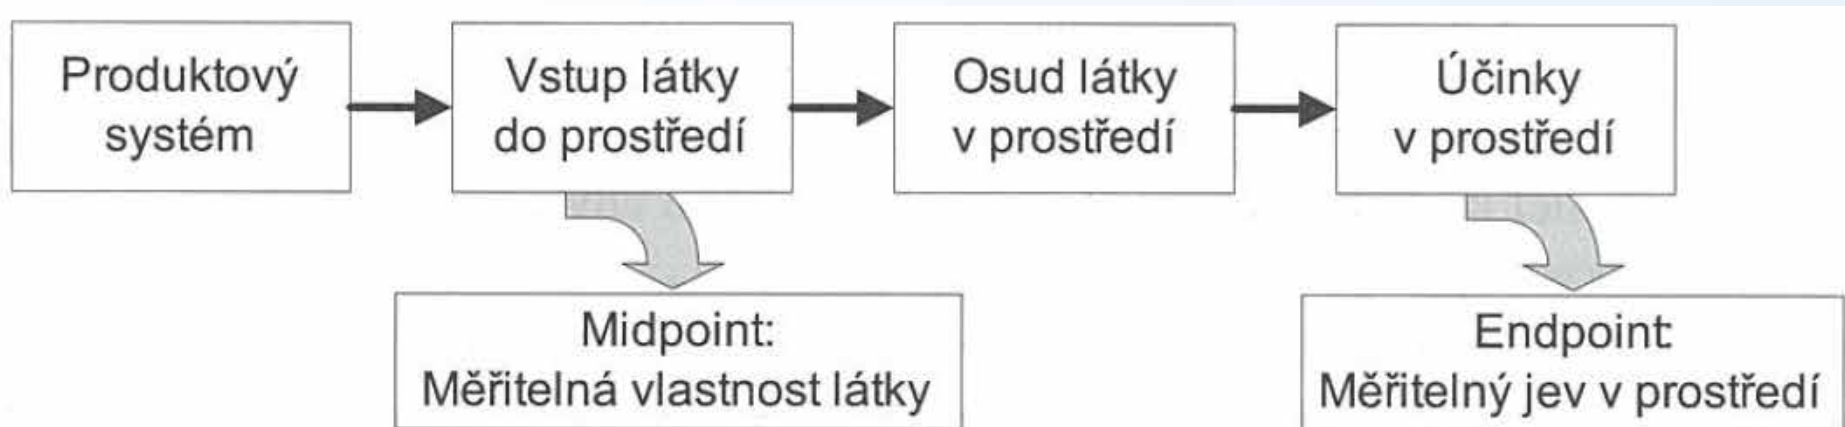 Produktový
systém
Vstup látky
do prostředí
Osud látky
v prostředí
Účinky
v prostředí
Midpoint:
Měřitelná vlastnost látky
Endpoint:
Měřitelný jev v prostředí